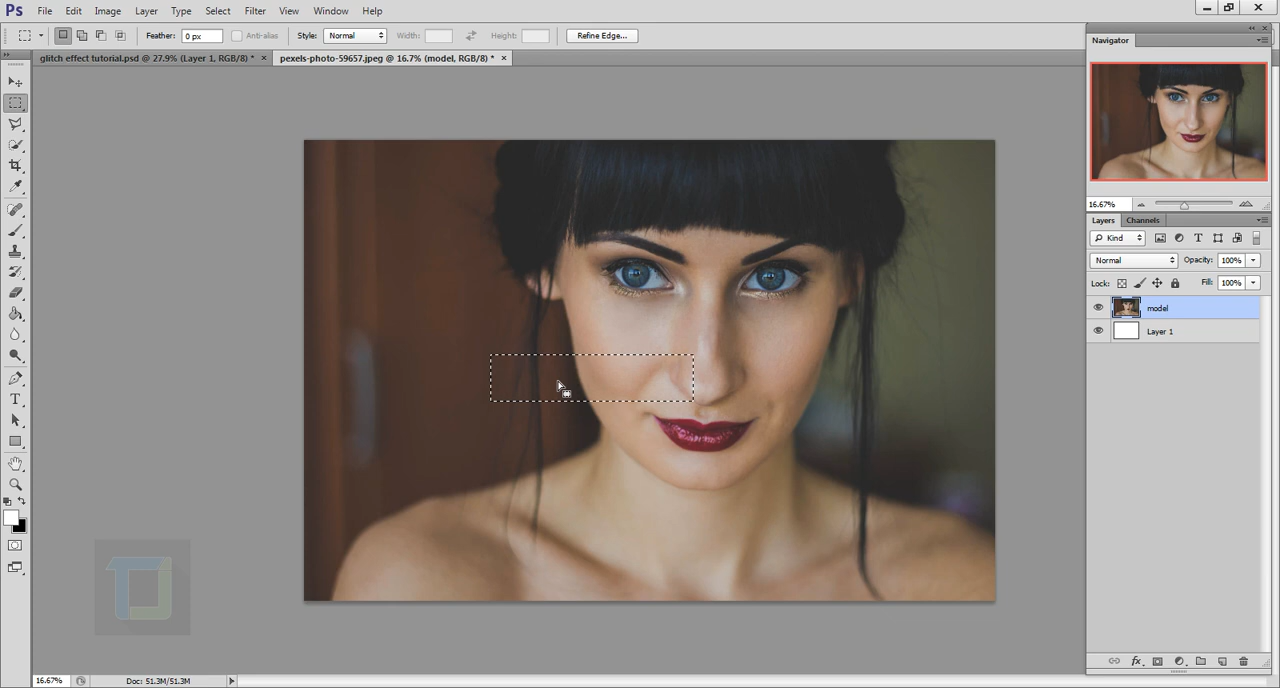 Ps File Edit Image Layer Type Select Filter View Window Help
Feather: 0 px Anti-alias Style: Normal Width: Height: Refine Edge...
glitch effect tutorial.psd @ 27.9% (Layer 1, RGB/8) * × pexels-photo-59657.jpeg @ 16.7% (model, RGB/8) * ×
Navigator
16.67%
Layers Channels
Kind
Normal Opacity: 100%
Lock: Fill: 100%
model
Layer 1
16.67% Doc: 51.3M/51.3M